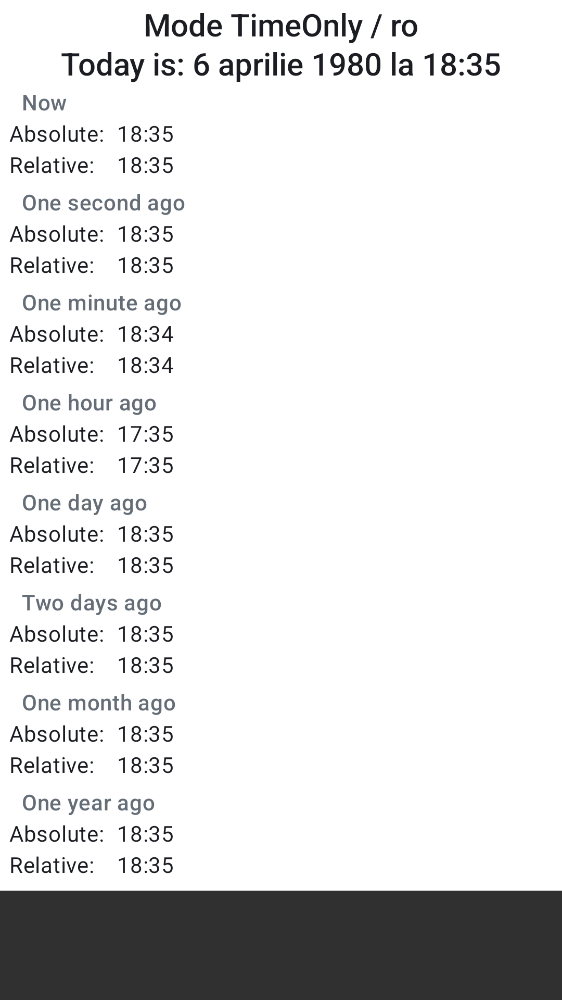 Mode TimeOnly / ro
Today is: 6 aprilie 1980 la 18:35
Now
Absolute: 18:35
Relative: 18:35
One second ago
Absolute: 18:35
Relative: 18:35
One minute ago
Absolute: 18:34
Relative: 18:34
One hour ago
Absolute: 17:35
Relative: 17:35
One day ago
Absolute: 18:35
Relative: 18:35
Two days ago
Absolute: 18:35
Relative: 18:35
One month ago
Absolute: 18:35
Relative: 18:35
One year ago
Absolute: 18:35
Relative: 18:35